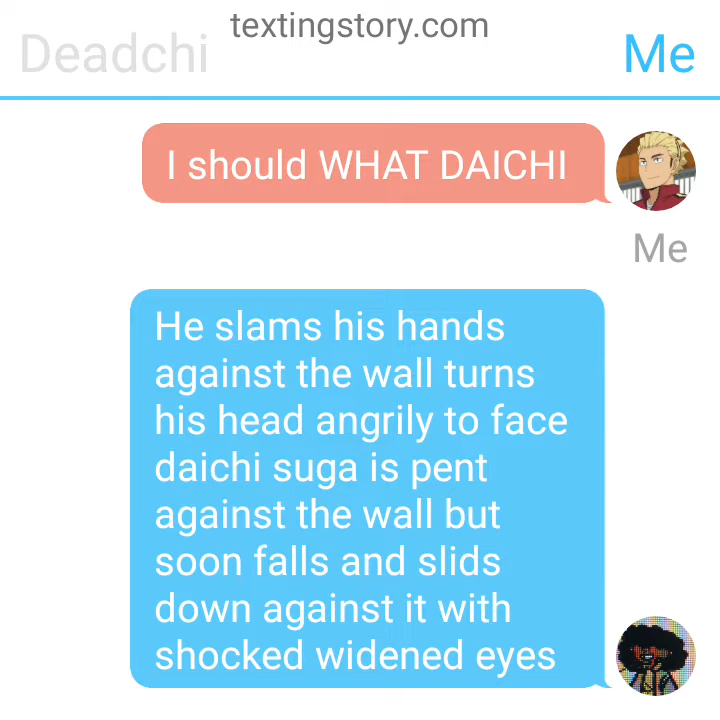 textingstory.com
Deadchi Me
I should WHAT DAICHI
Me
He slams his hands
against the wall turns
his head angrily to face
daichi suga is pent
against the wall but
soon falls and slids
down against it with
shocked widened eyes